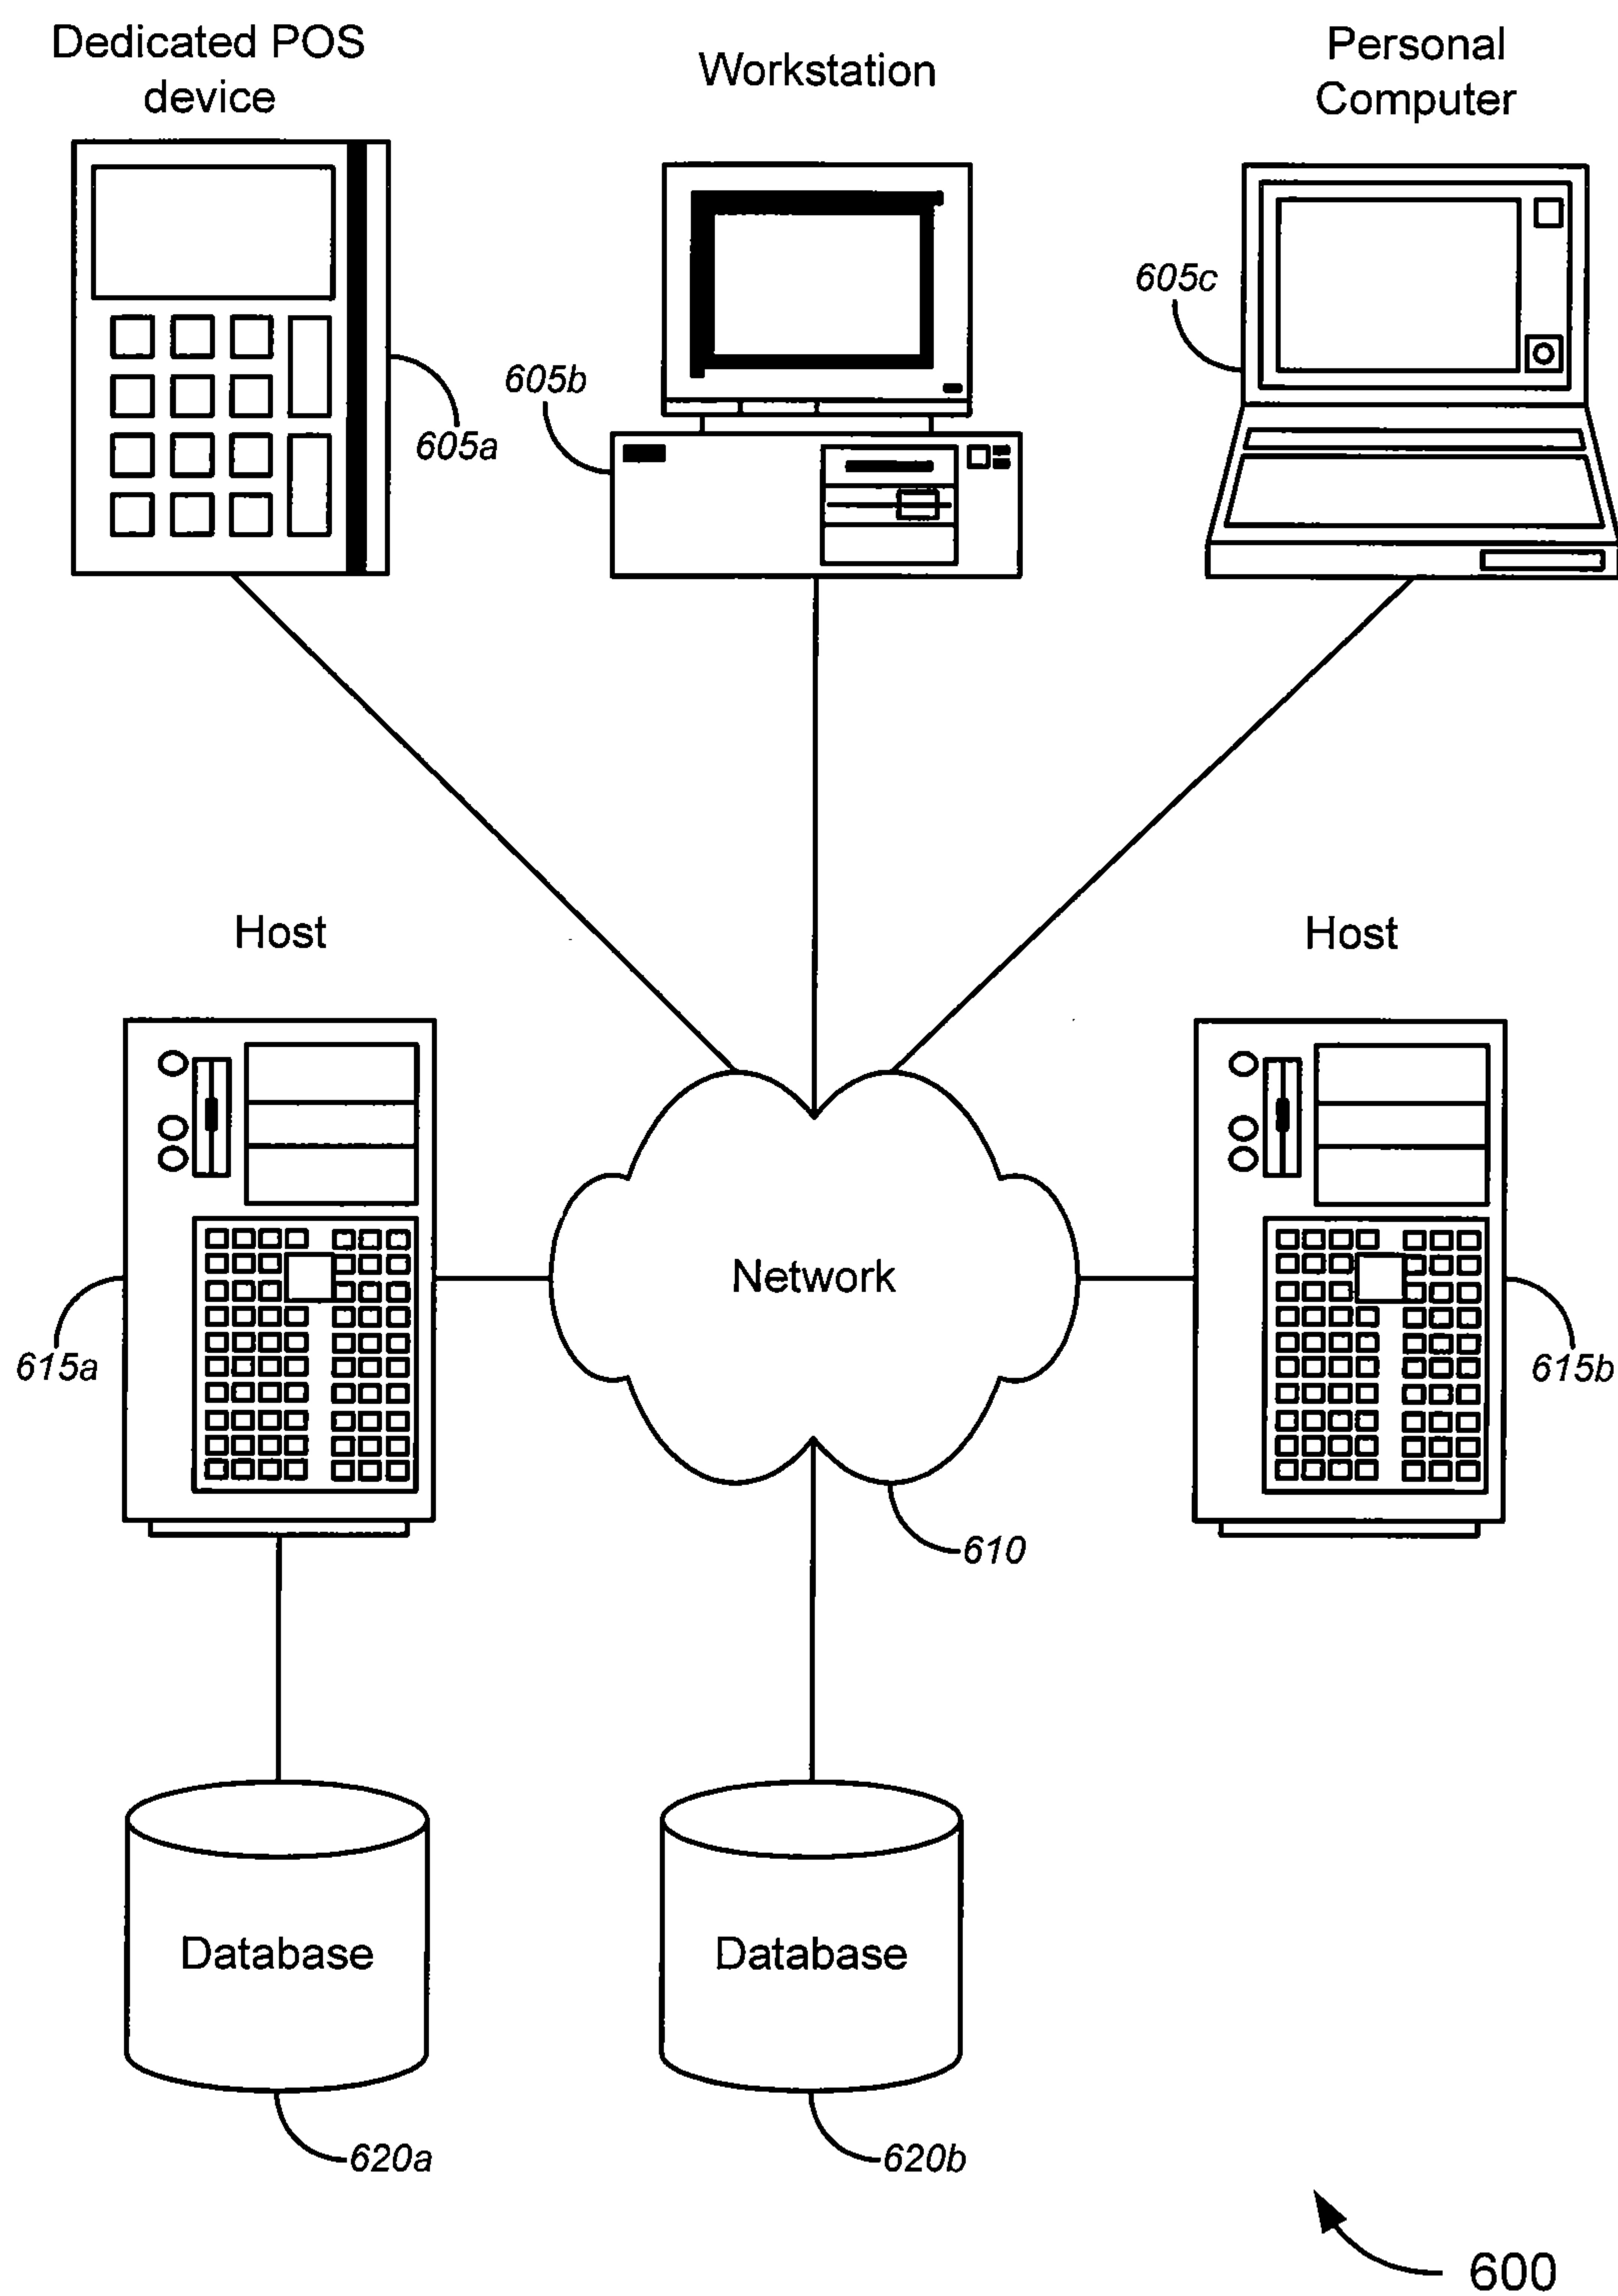 Dedicated POS
device
Workstation
Personal
Computer
605c
605b
605a
Host
Host
Network
615a
615b
610
Database
Database
620a
620b
600